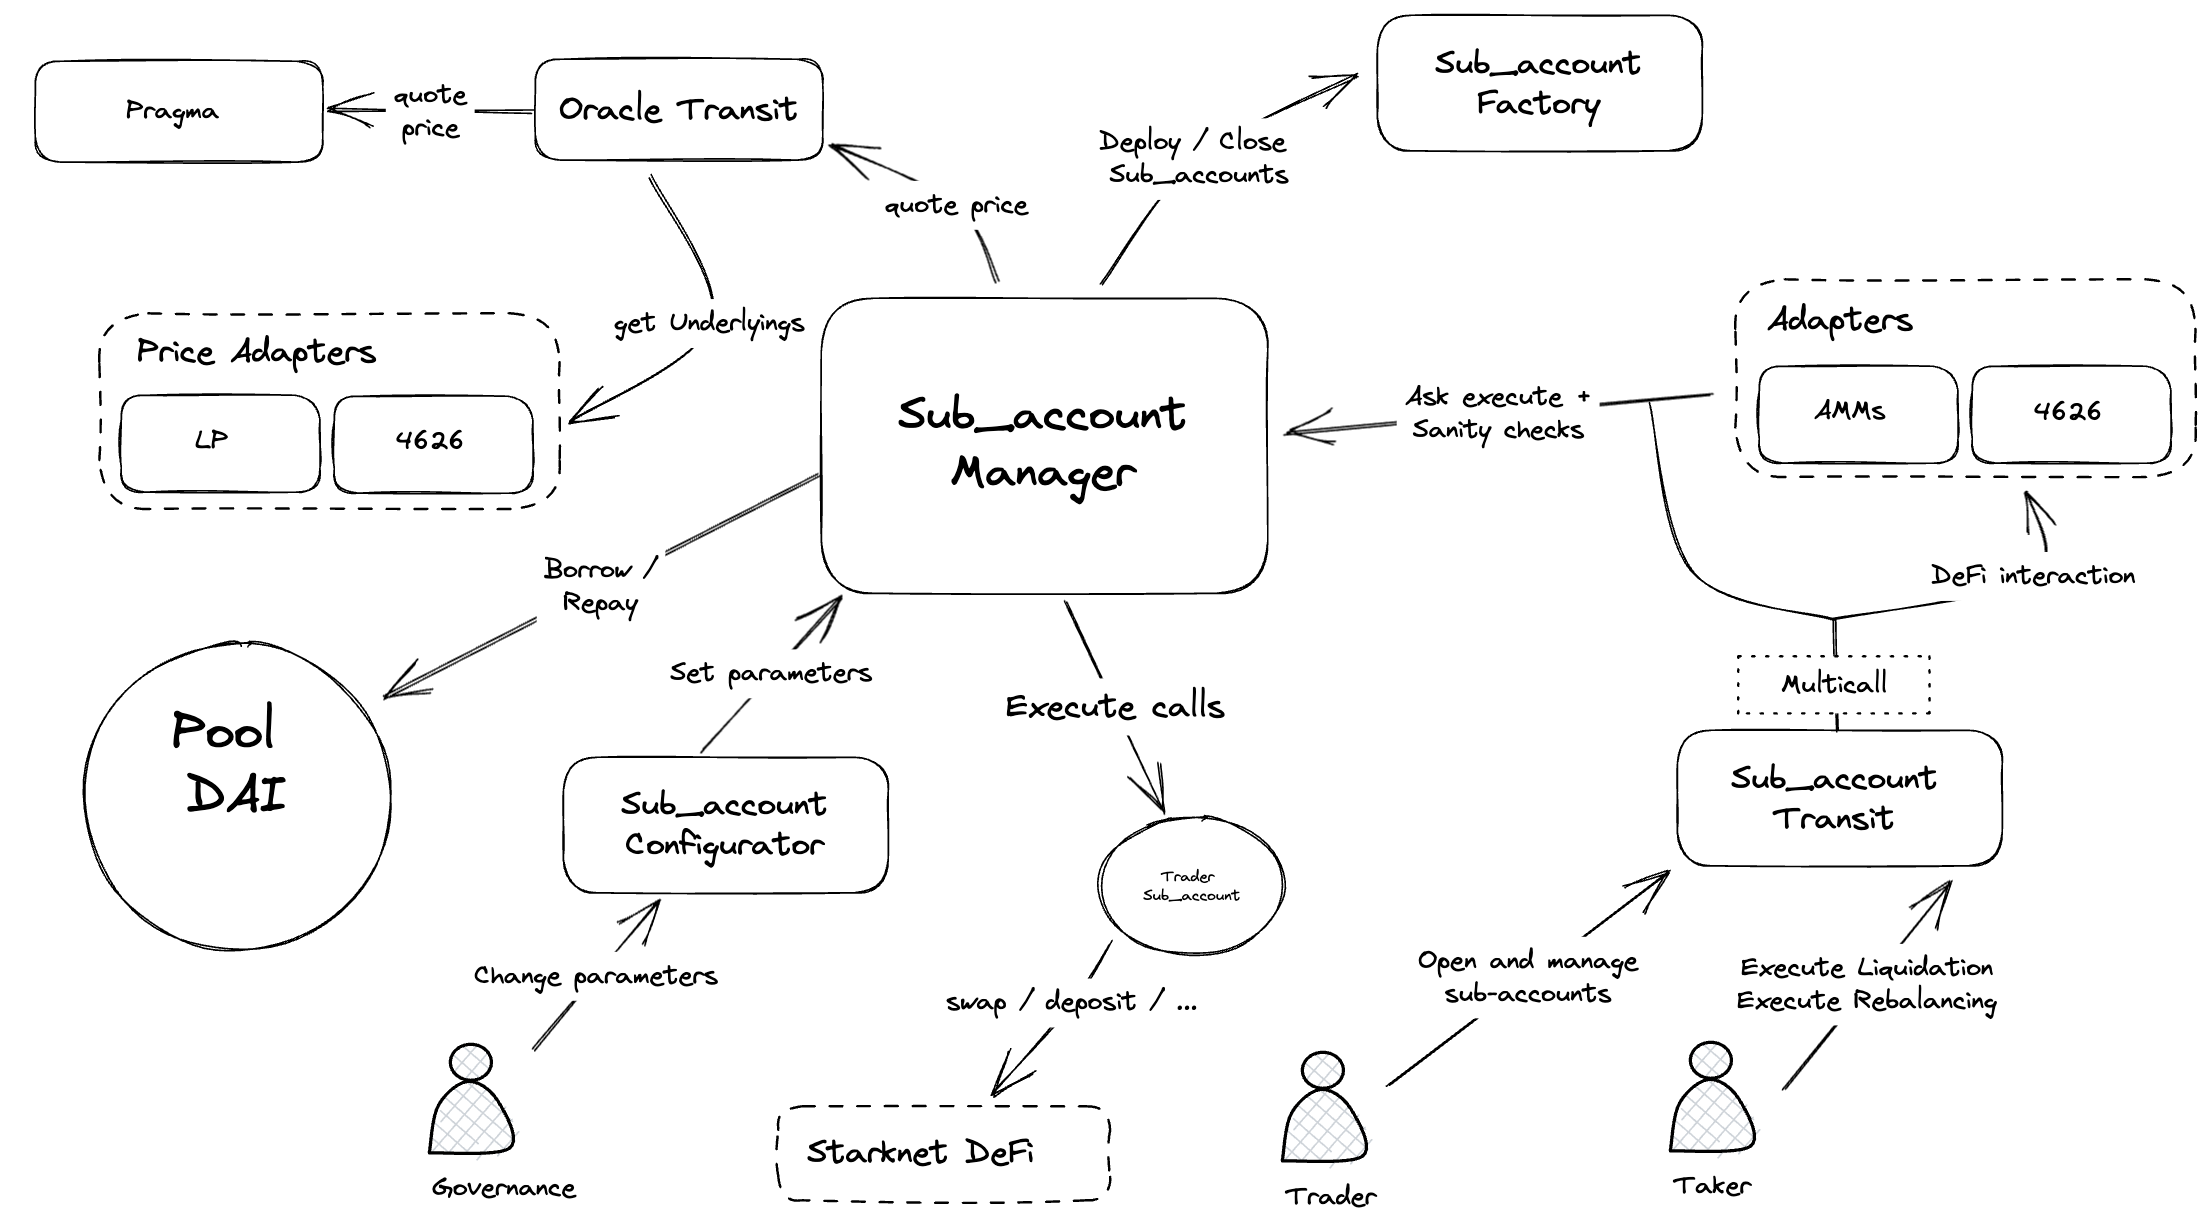 Sub_account
Factory
Pragma
quote
price
Oracle Transit
Deploy / Close
Sub_accounts
quote price
get Underlyings
Price Adapters
LP
4626
Sub_account
Manager
Ask execute +
Sanity checks
Adapters
AMMs
4626
DeFi interaction
Borrow /
Repay
Set parameters
Execute calls
Multicall
Pool
DAI
Sub_account
Configurator
Sub_account
Transit
Trader
Sub_account
Change parameters
swap / deposit / ...
Open and manage
sub-accounts
Execute Liquidation
Execute Rebalancing
Governance
Starknet DeFi
Trader
Taker